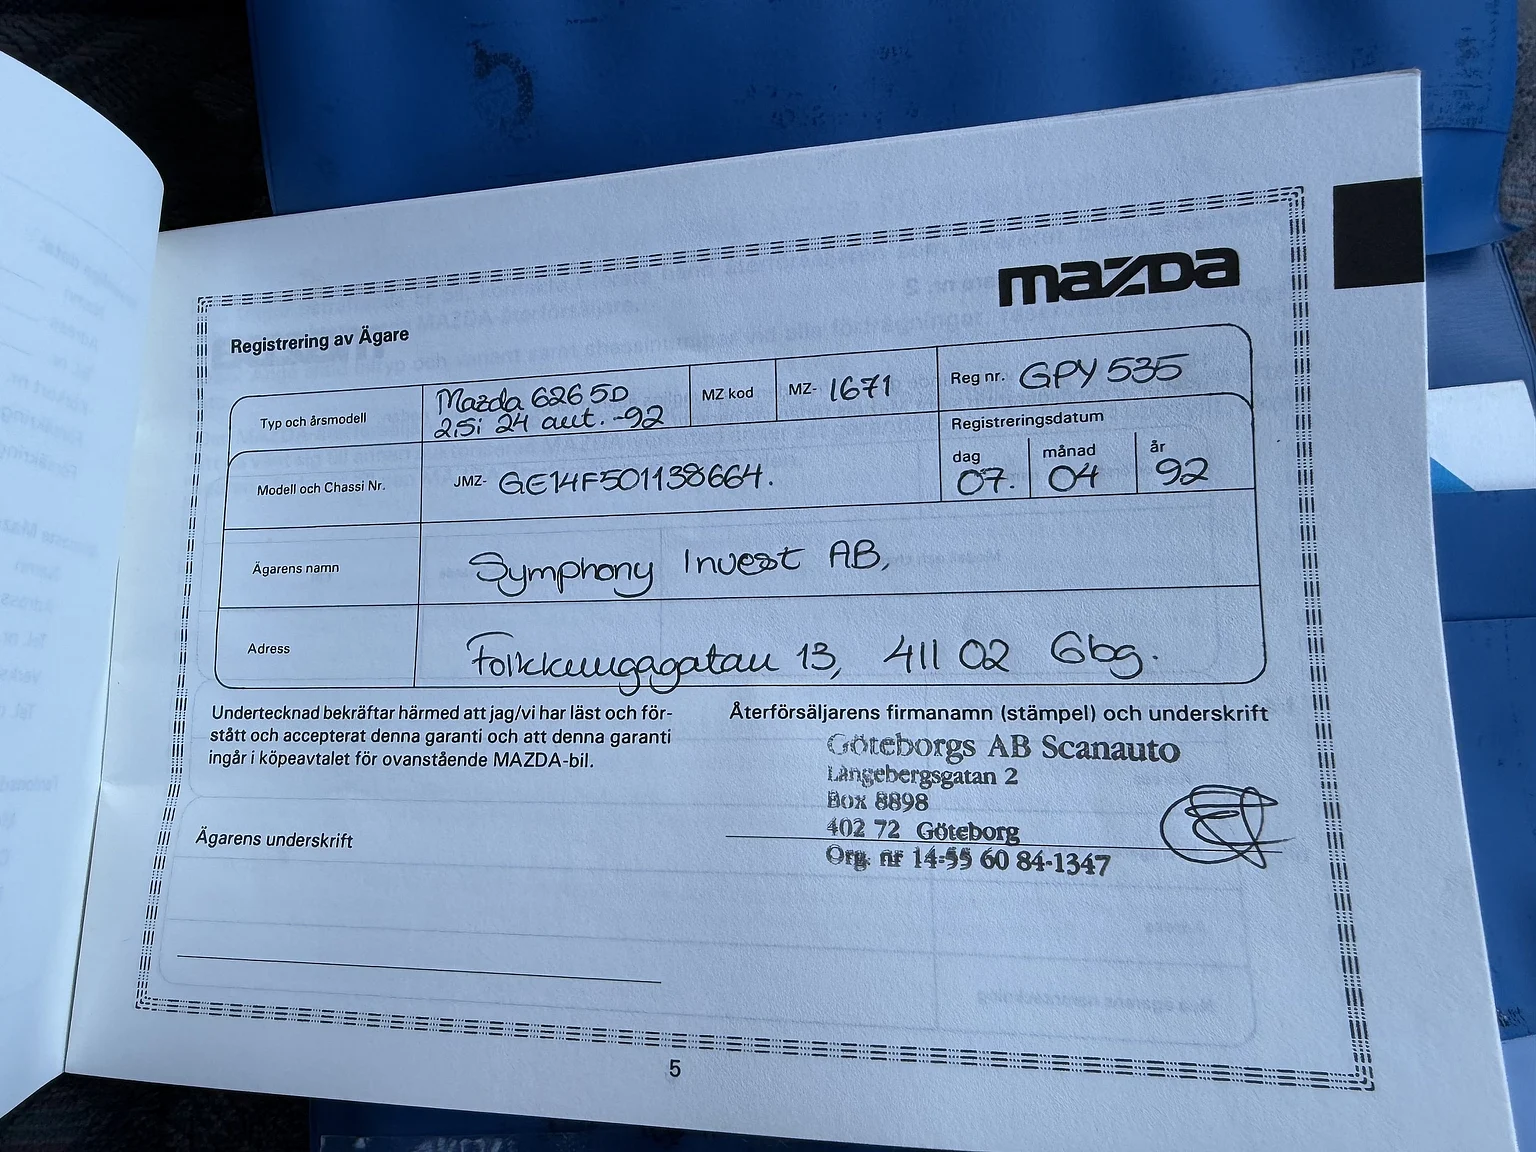 mazda
Registrering av Ägare
Typ och årsmodell
Mazda 626 5D
2,5i 24 aut. -92
MZ kod
MZ- 1671
Reg nr. GPY 535
Modell och Chassi Nr.
JMZ- GE14F501138664.
Registreringsdatum
dag månad år
07. 04 92
Ägarens namn
Symphony Invest AB,
Adress
13, 411 02 Gbg.
Undertecknad bekräftar härmed att jag/vi har läst och för-
stått och accepterat denna garanti och att denna garanti
ingår i köpeavtalet för ovanstående MAZDA-bil.
Återförsäljarens firmanamn (stämpel) och underskrift
Göteborgs AB Scanauto
Långebergsgatan 2
Box 8898
402 72 Göteborg
Org. nr 14-55 60 84-1347
Ägarens underskrift
5